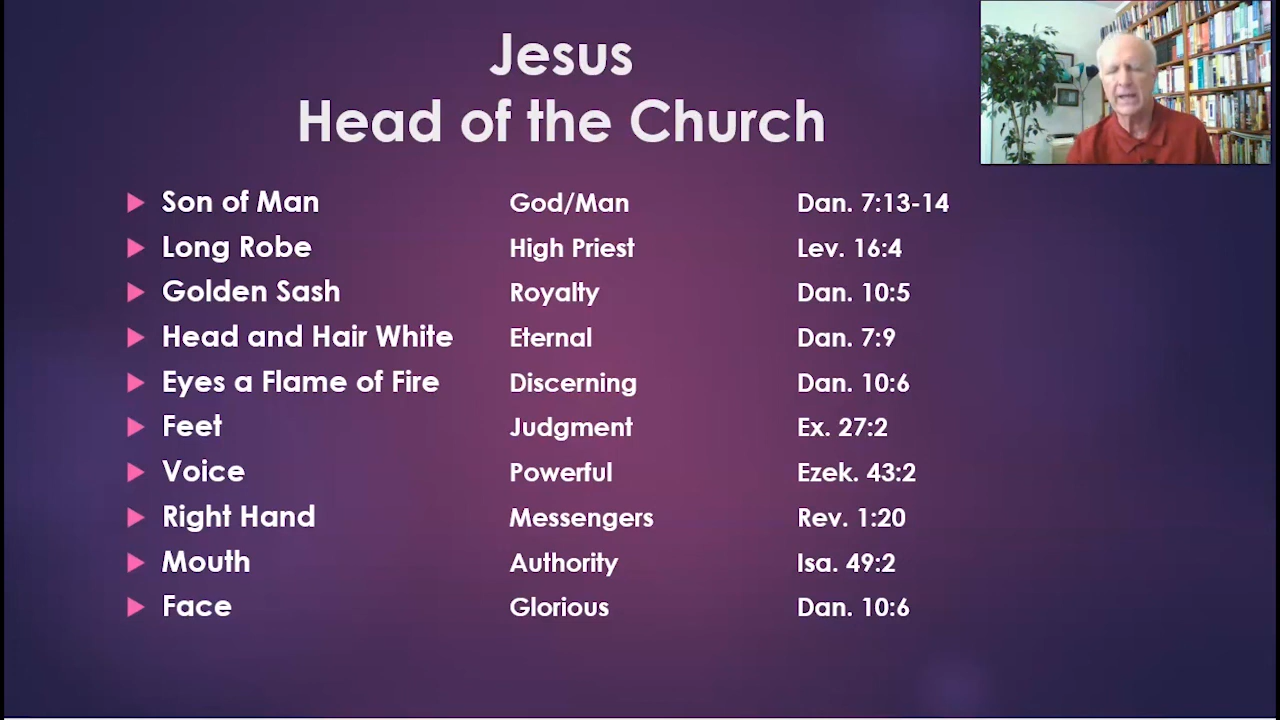 Jesus
Head of the Church
Son of Man God/Man Dan. 7:13-14
Long Robe High Priest Lev. 16:4
Golden Sash Royalty Dan. 10:5
Head and Hair White Eternal Dan. 7:9
Eyes a Flame of Fire Discerning Dan. 10:6
Feet Judgment Ex. 27:2
Voice Powerful Ezek. 43:2
Right Hand Messengers Rev. 1:20
Mouth Authority Isa. 49:2
Face Glorious Dan. 10:6